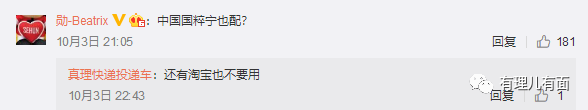 勋-Beatrix：中国国粹宁也配？
10月3日 21:05 回复 181
真理快递投递车：还有淘宝也不要用
10月3日 22:43 回复 1
有理儿有面
SEHUN